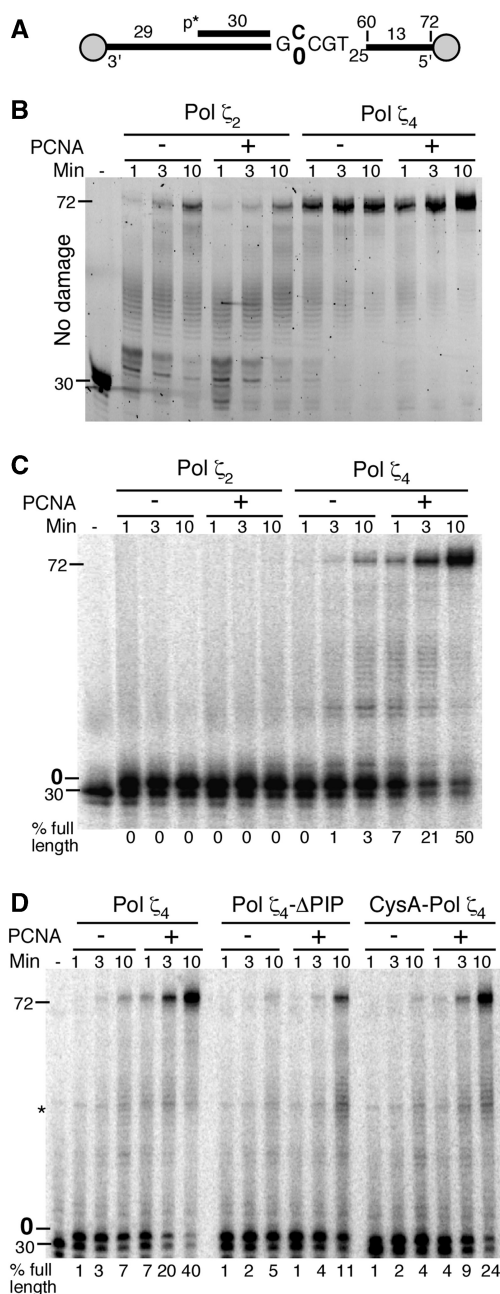 A
p* 30
29 G C CGT 60 13 72
0 25
3' 5'
B
Pol ζ2 Pol ζ4
PCNA - + - +
Min - 1 3 10 1 3 10 1 3 10 1 3 10
72
No damage
30
C
Pol ζ2 Pol ζ4
PCNA - + - +
Min - 1 3 10 1 3 10 1 3 10 1 3 10
72
0
30
% full length 0 0 0 0 0 0 0 1 3 7 21 50
D
Pol ζ4 Pol ζ4-ΔPIP CysA-Pol ζ4
PCNA - + - + - +
Min - 1 3 10 1 3 10 1 3 10 1 3 10 1 3 10 1 3 10
72
*
0
30
% full length 1 3 7 7 20 40 1 2 5 1 4 11 1 2 4 4 9 24